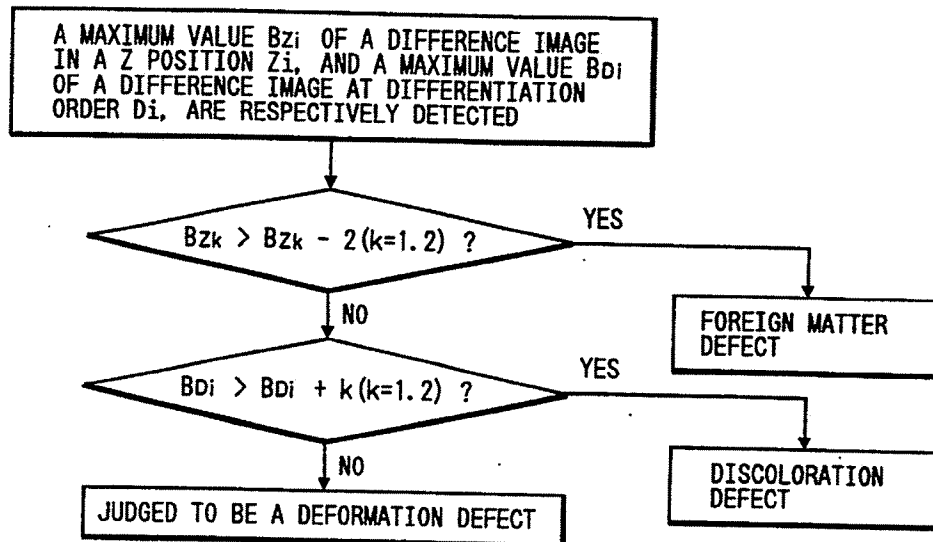 A MAXIMUM VALUE BZi OF A DIFFERENCE IMAGE
IN A Z POSITION Zi, AND A MAXIMUM VALUE BDi
OF A DIFFERENCE IMAGE AT DIFFERENTIATION
ORDER Di, ARE RESPECTIVELY DETECTED
BZk > BZk - 2(k=1.2) ?
YES
NO
FOREIGN MATTER
DEFECT
BDi > BDi + k(k=1.2) ?
YES
NO
DISCOLORATION
DEFECT
JUDGED TO BE A DEFORMATION DEFECT